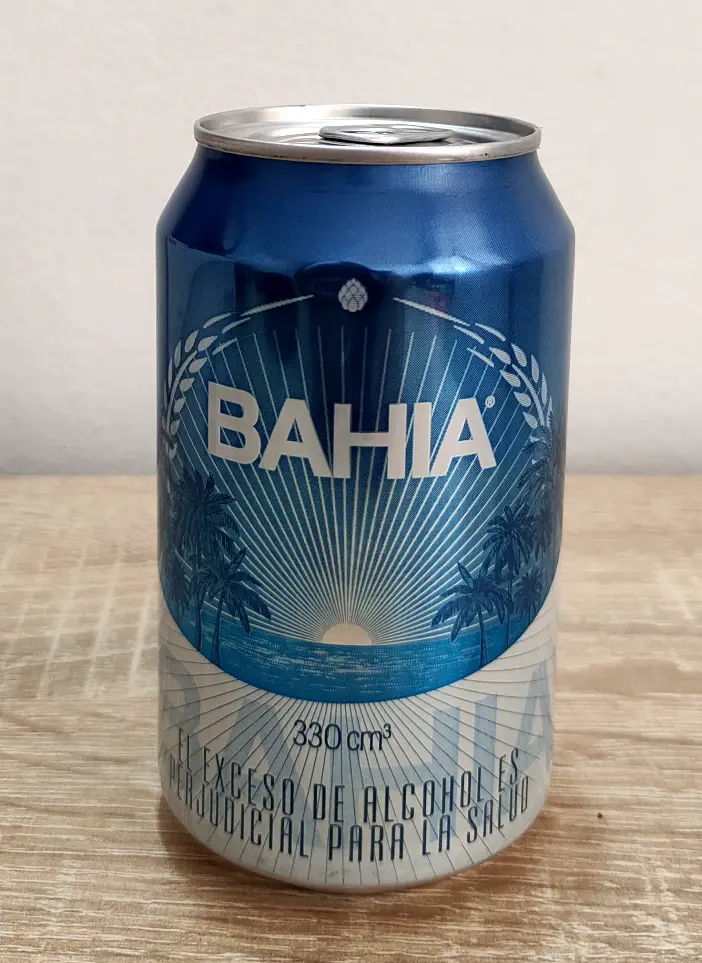 BAHIA®
330 cm³
EL EXCESO DE ALCOHOL ES
PERJUDICIAL PARA LA SALUD